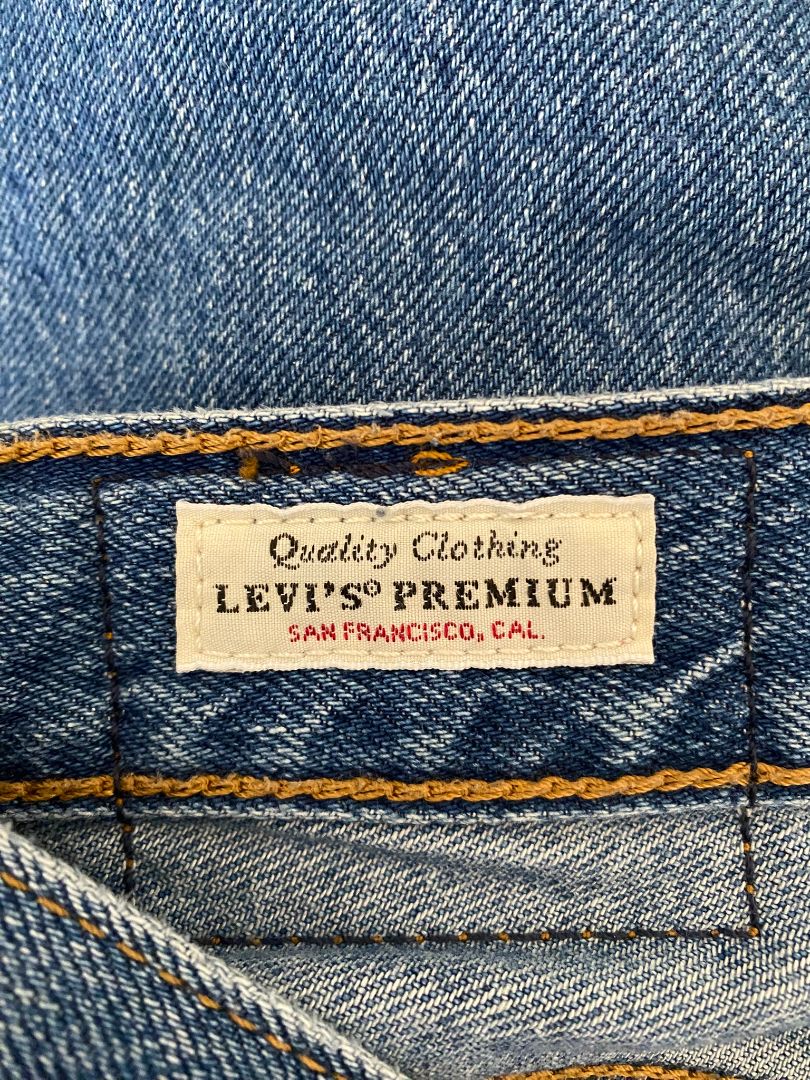 Quality Clothing
LEVI'S® PREMIUM
SAN FRANCISCO, CAL.